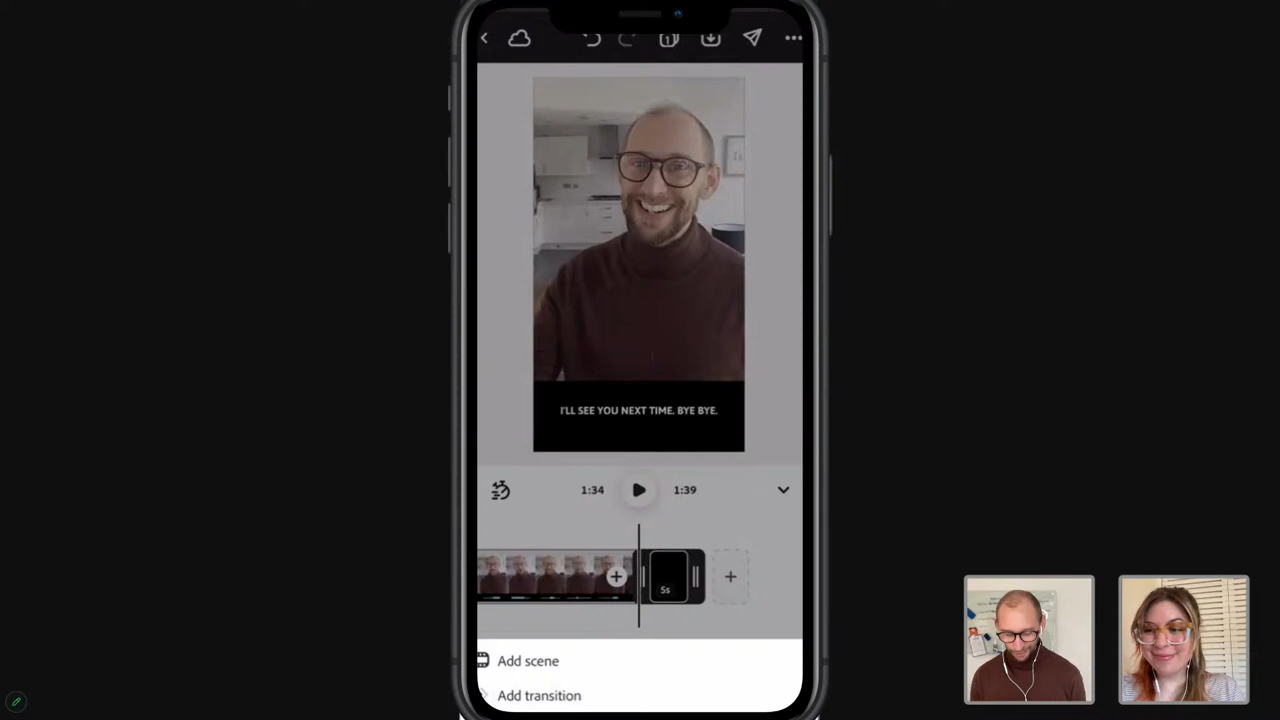 I'LL SEE YOU NEXT TIME. BYE BYE.
1:34
1:39
5s
Add scene
Add transition